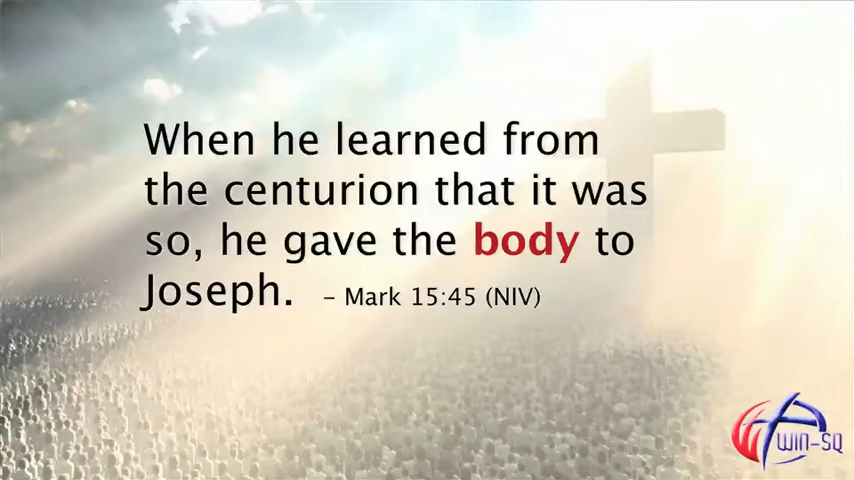 When he learned from
the centurion that it was
so, he gave the body to
Joseph. – Mark 15:45 (NIV)
WIN-SQ